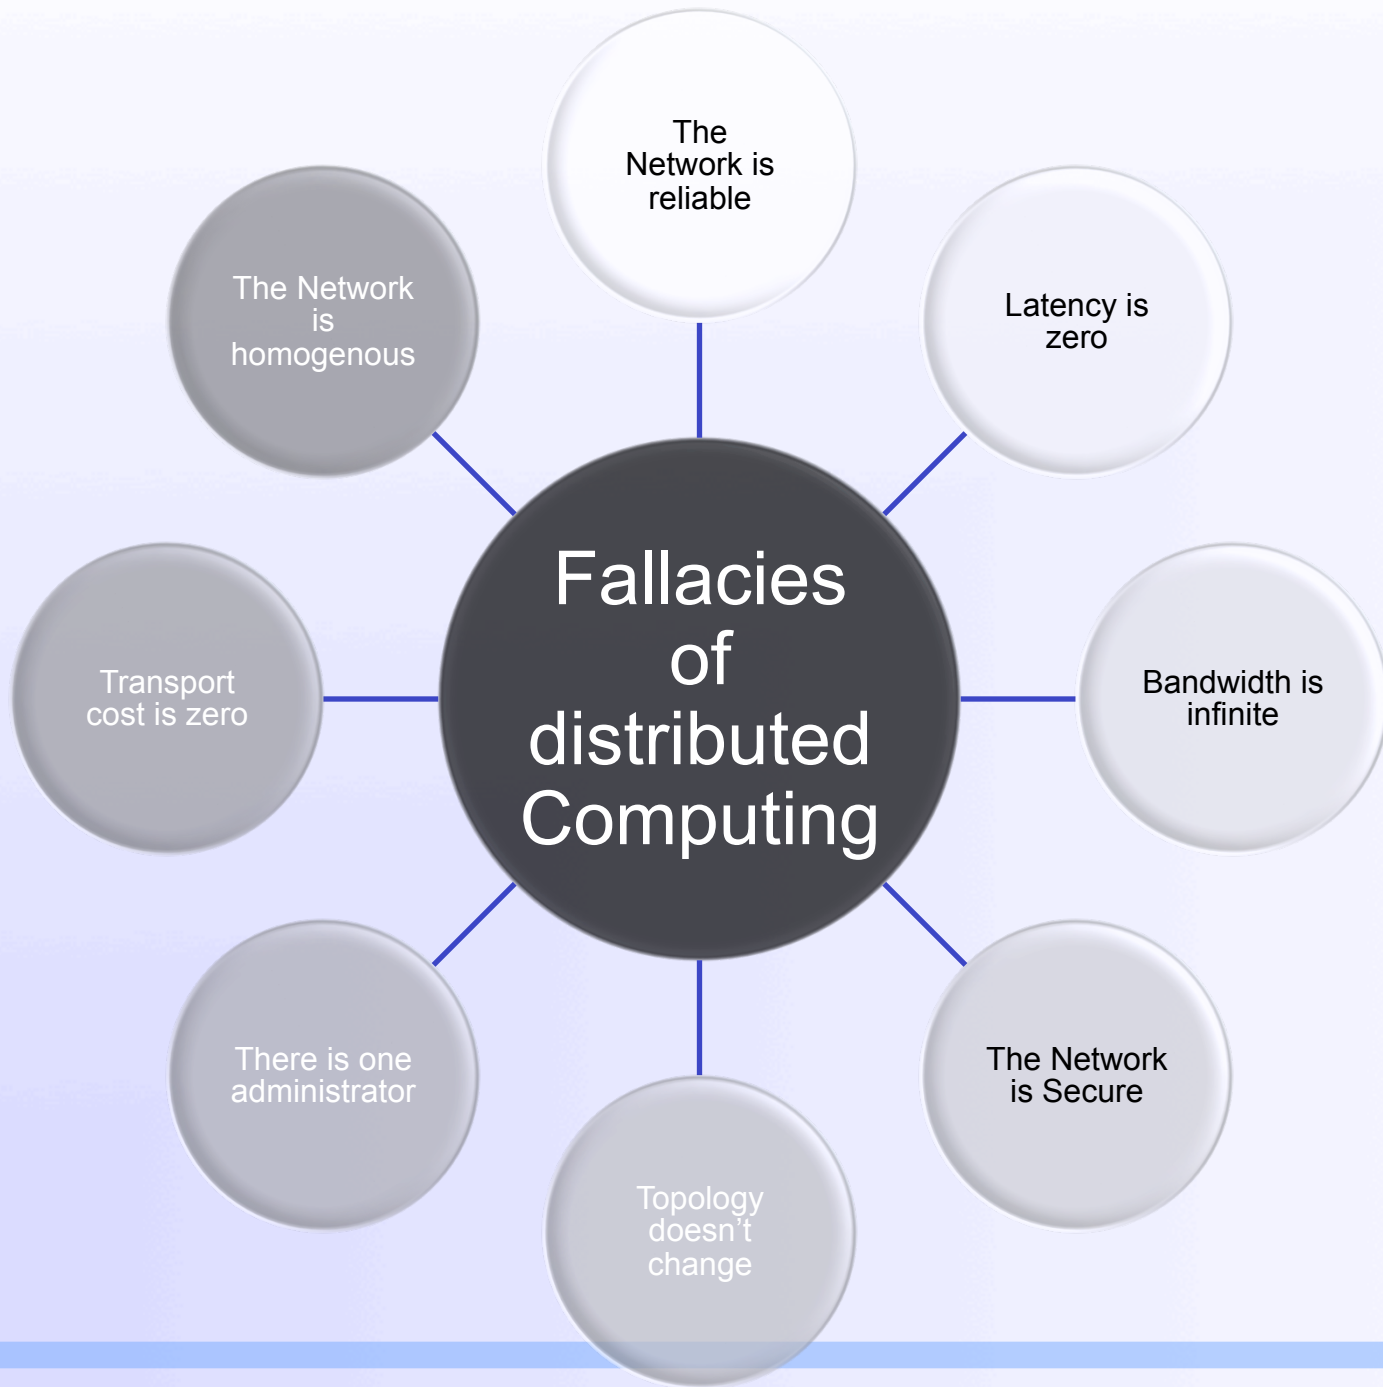 The
Network is
reliable
Latency is
zero
Bandwidth is
infinite
The Network
is Secure
Topology
doesn’t
change
There is one
administrator
Transport
cost is zero
The Network
is
homogenous
Fallacies
of
distributed
Computing